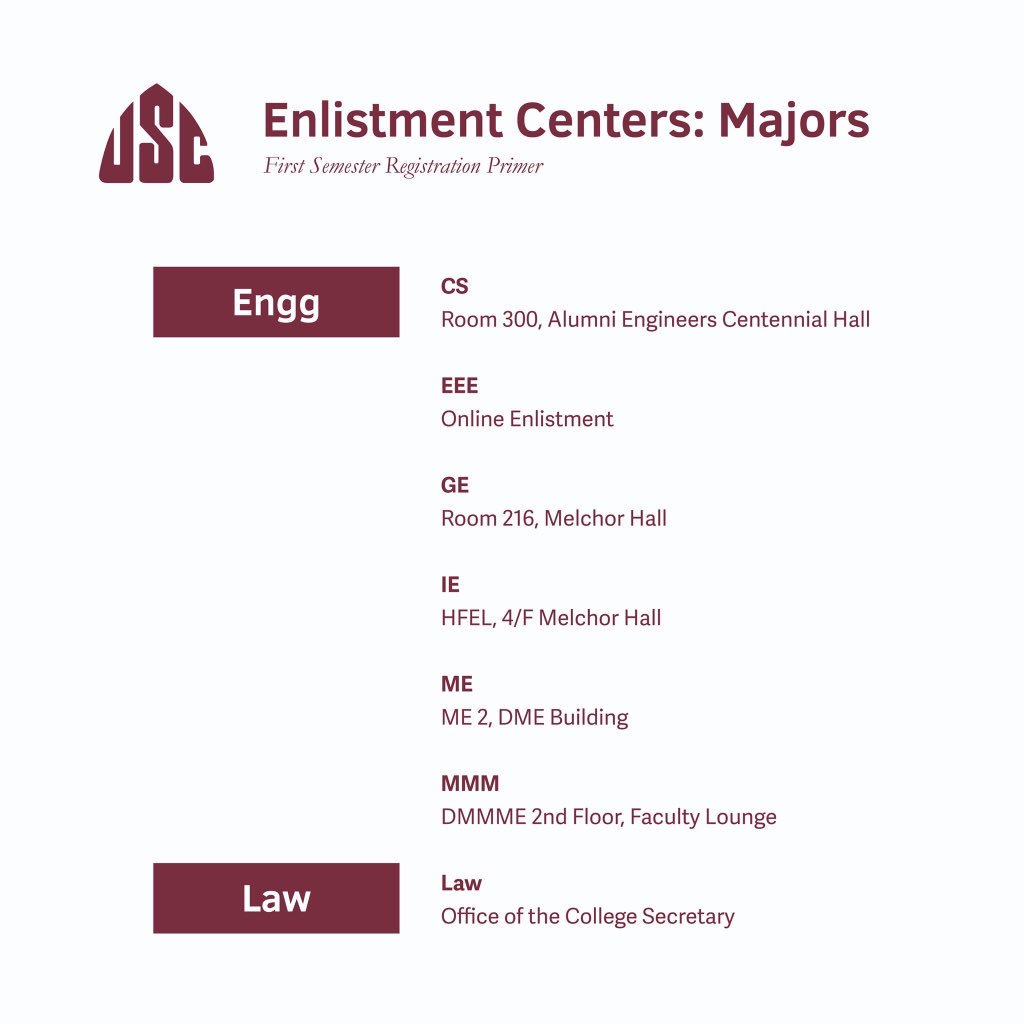 USC
Enlistment Centers: Majors
First Semester Registration Primer
Engg
CS
Room 300, Alumni Engineers Centennial Hall
EEE
Online Enlistment
GE
Room 216, Melchor Hall
IE
HFEL, 4/F Melchor Hall
ME
ME 2, DME Building
MMM
DMMME 2nd Floor, Faculty Lounge
Law
Law
Office of the College Secretary